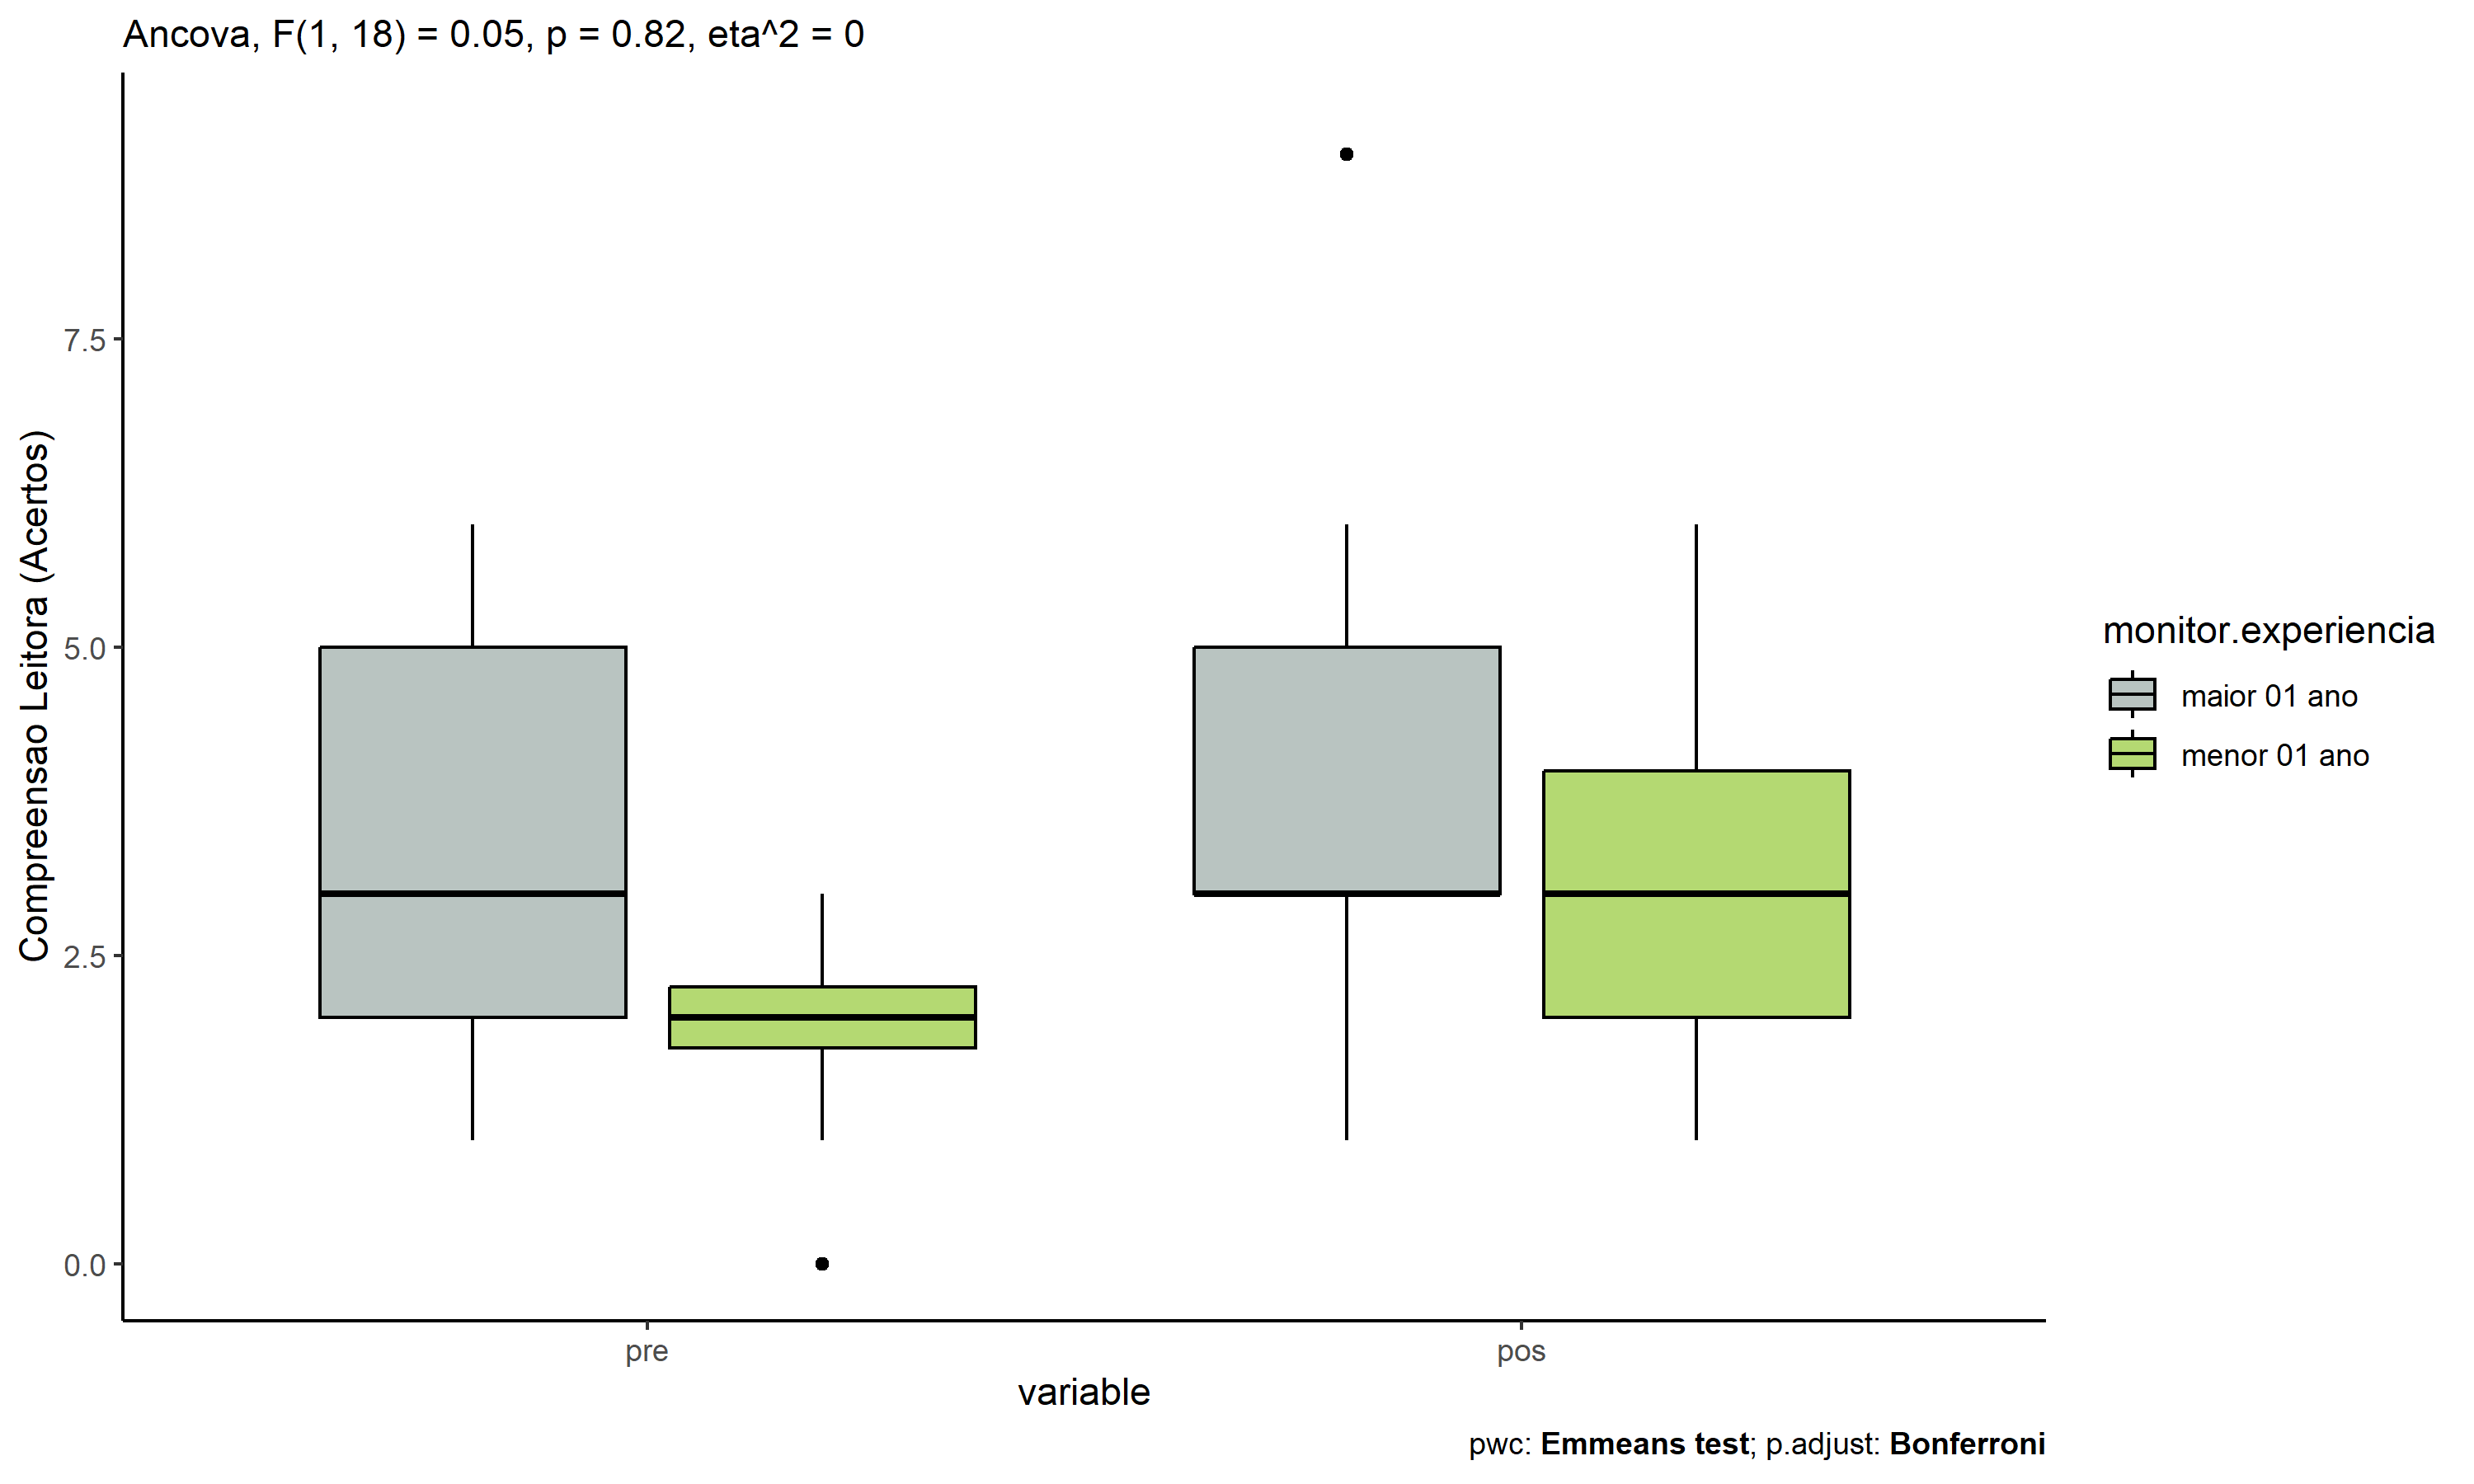 Ancova, F(1, 18) = 0.05, p = 0.82, eta^2 = 0
Compreensao Leitora (Acertos)
7.5
5.0
2.5
0.0
pre
pos
variable
monitor.experiencia
maior 01 ano
menor 01 ano
pwc: Emmeans test; p.adjust: Bonferroni